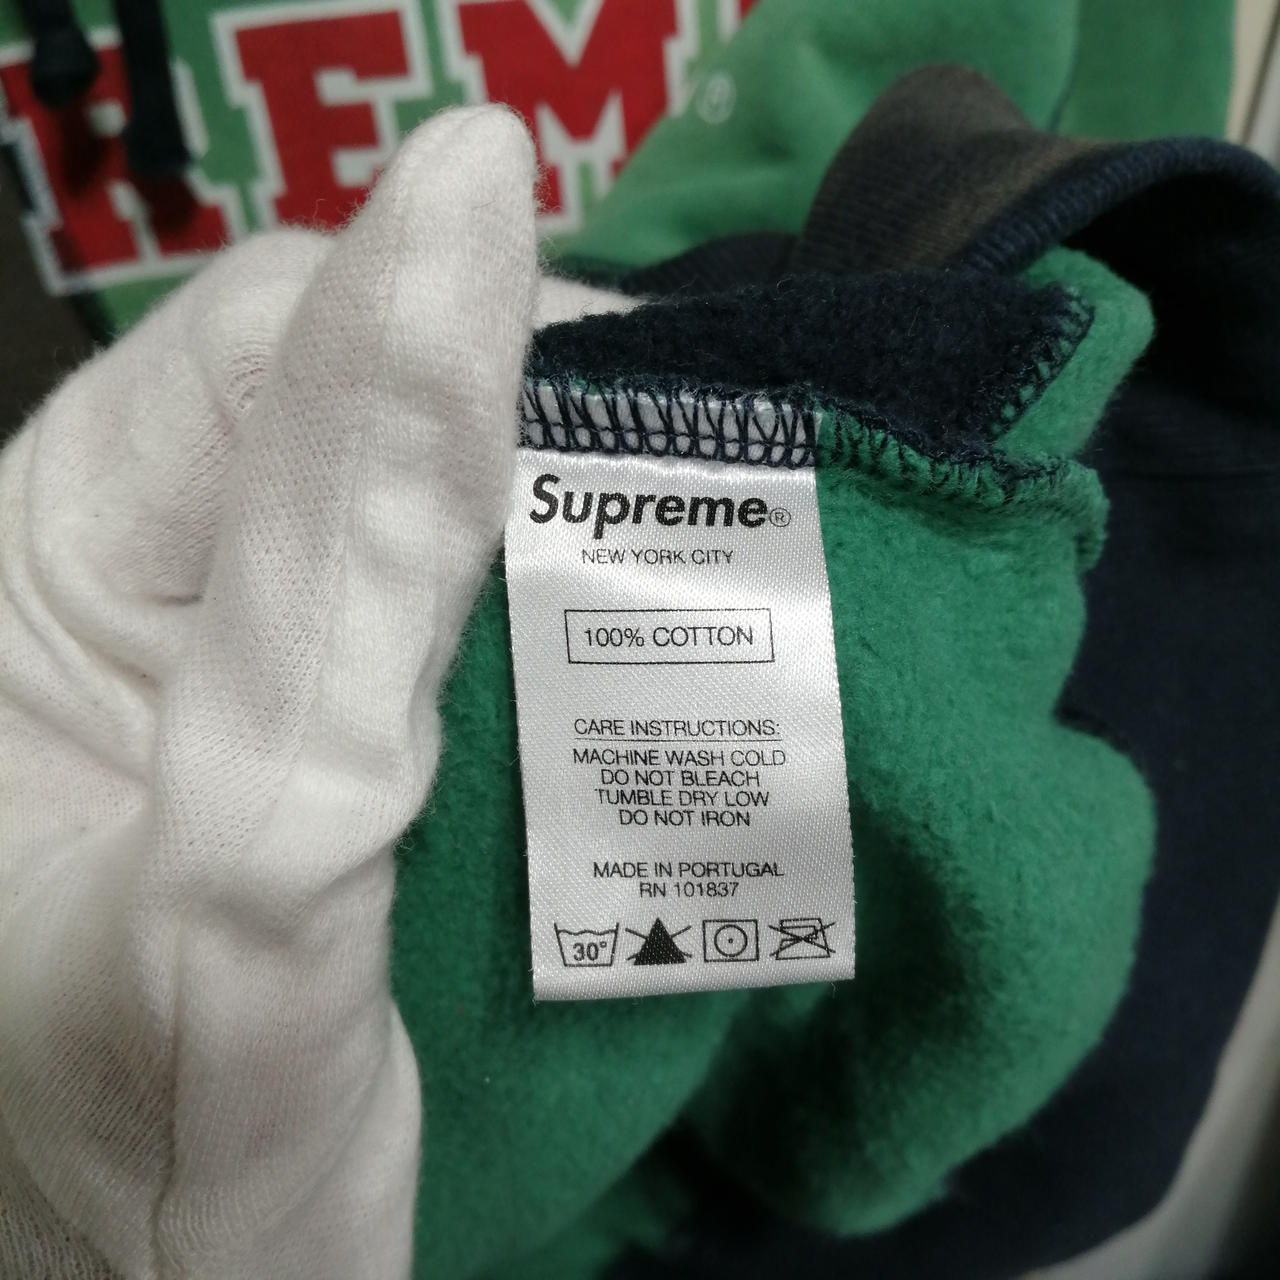 REM
®
Supreme®
NEW YORK CITY
100% COTTON
CARE INSTRUCTIONS:
MACHINE WASH COLD
DO NOT BLEACH
TUMBLE DRY LOW
DO NOT IRON
MADE IN PORTUGAL
RN 101837
30°